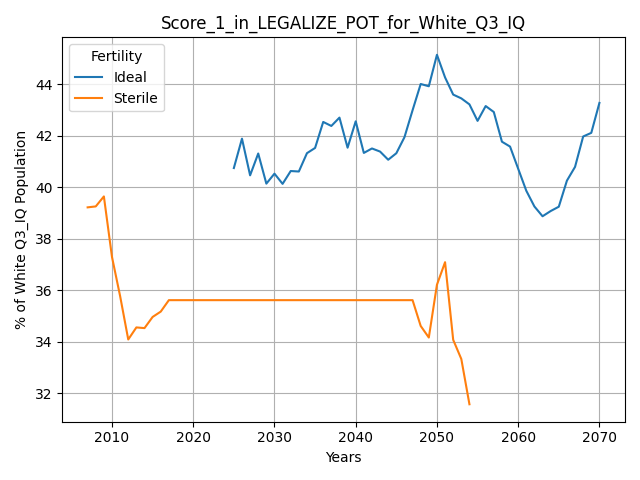 Score_1_in_LEGALIZE_POT_for_White_Q3_IQ
Fertility
Ideal
Sterile
% of White Q3_IQ Population
44
42
40
38
36
34
32
2010
2020
2030
2040
2050
2060
2070
Years